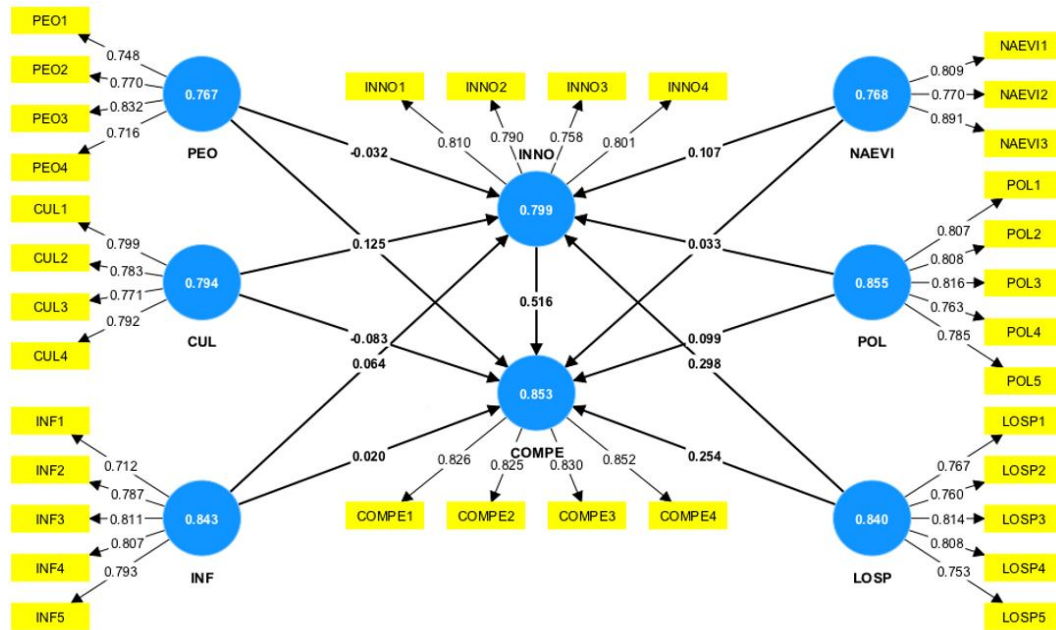 PEO1
PEO2
PEO3
PEO4
0.748
0.770
0.832
0.716
0.767
PEO
CUL1
CUL2
CUL3
CUL4
0.799
0.783
0.771
0.792
0.794
CUL
INF1
INF2
INF3
INF4
INF5
0.712
0.787
0.811
0.807
0.793
0.843
INF
INNO1
INNO2
INNO3
INNO4
0.810
0.790
0.758
0.801
INNO
0.799
-0.032
0.107
0.125
0.033
0.516
-0.083
0.099
0.064
0.298
0.020
0.254
0.853
COMPE
0.826
0.825
0.830
0.852
COMPE1
COMPE2
COMPE3
COMPE4
NAEVI1
NAEVI2
NAEVI3
0.809
0.770
0.891
0.768
NAEVI
POL1
POL2
POL3
POL4
POL5
0.807
0.808
0.816
0.763
0.785
0.855
POL
LOSP1
LOSP2
LOSP3
LOSP4
LOSP5
0.767
0.760
0.814
0.808
0.753
0.840
LOSP